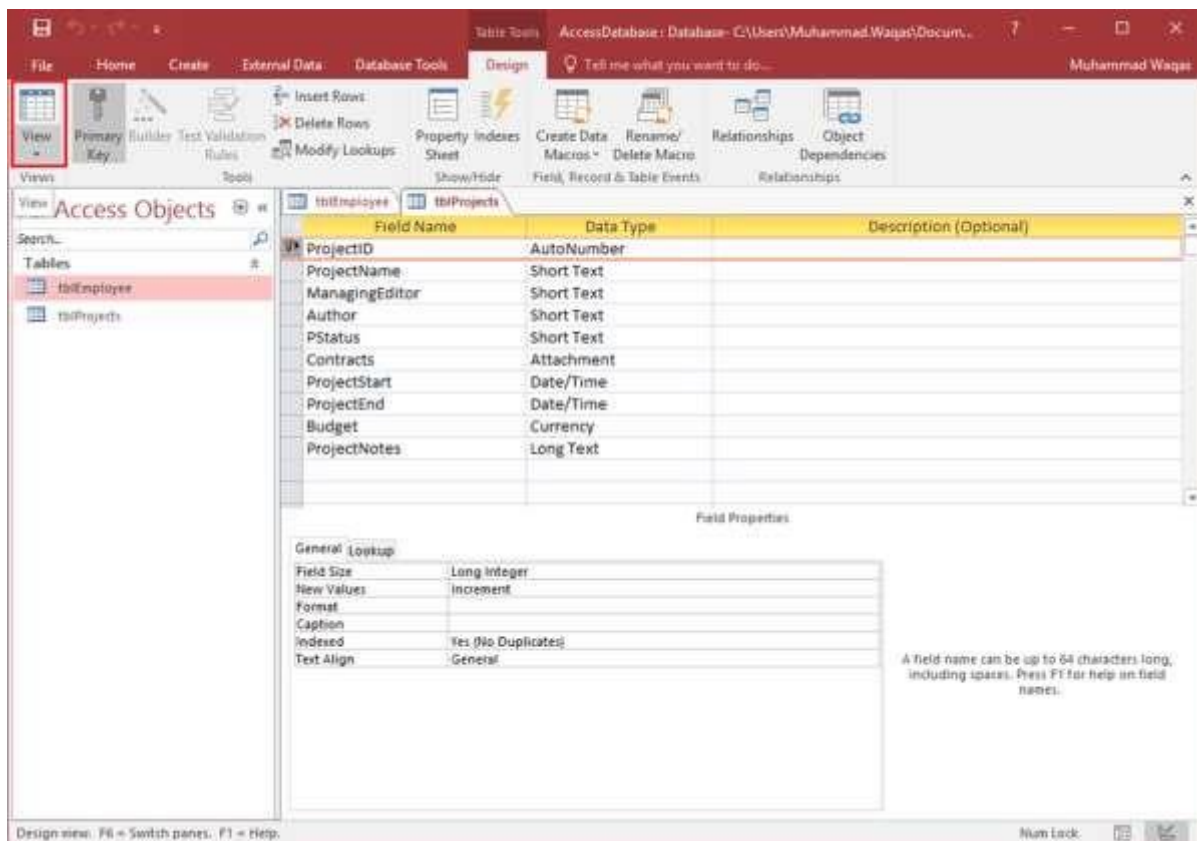 Table Tools AccessDatabase : Database- C:\Users\Muhammad.Waqas\Docum... ?
File Home Create External Data Database Tools Design Tell me what you want to do... Muhammad Waqas
View
Primary Key
Builder
Test Validation Rules
Insert Rows
Delete Rows
Modify Lookups
Property Sheet
Indexes
Create Data Macros
Rename/ Delete Macro
Relationships
Object Dependencies
Views Tools Show/Hide Field, Record & Table Events Relationships
View
Access Objects
Search...
Tables
tblEmployee
tblProjects
tblEmployee tblProjects
Field Name Data Type Description (Optional)
ProjectID AutoNumber
ProjectName Short Text
ManagingEditor Short Text
Author Short Text
PStatus Short Text
Contracts Attachment
ProjectStart Date/Time
ProjectEnd Date/Time
Budget Currency
ProjectNotes Long Text
Field Properties
General Lookup
Field Size Long Integer
New Values Increment
Format
Caption
Indexed Yes (No Duplicates)
Text Align General
A field name can be up to 64 characters long,
including spaces. Press F1 for help on field
names.
Design view. F6 = Switch panes. F1 = Help. Num Lock